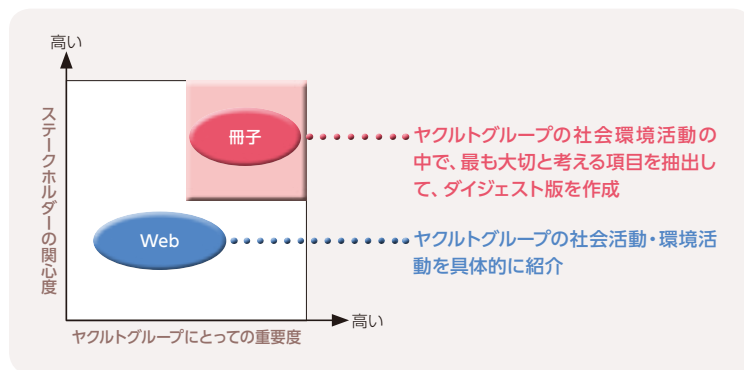 高い
ステークホルダーの関心度
冊子
ヤクルトグループの社会環境活動の
中で、最も大切と考える項目を抽出し
て、ダイジェスト版を作成
Web
ヤクルトグループの社会活動・環境活
動を具体的に紹介
高い
ヤクルトグループにとっての重要度